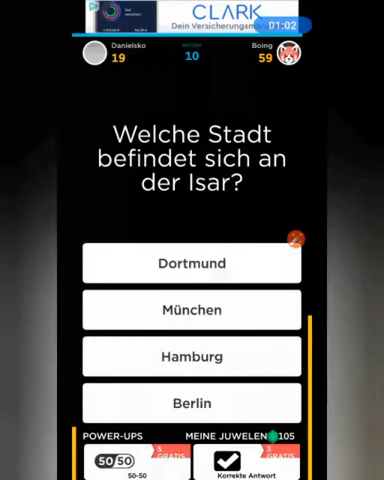 CLARK
Dein Versicherungsma
01:02
Danielsko
19
10
Boing
59
Welche Stadt
befindet sich an
der Isar?
Dortmund
München
Hamburg
Berlin
POWER-UPS
MEINE JUWELEN 105
50 50
5
GRATIS
50-50
3
GRATIS
Korrekte Antwort